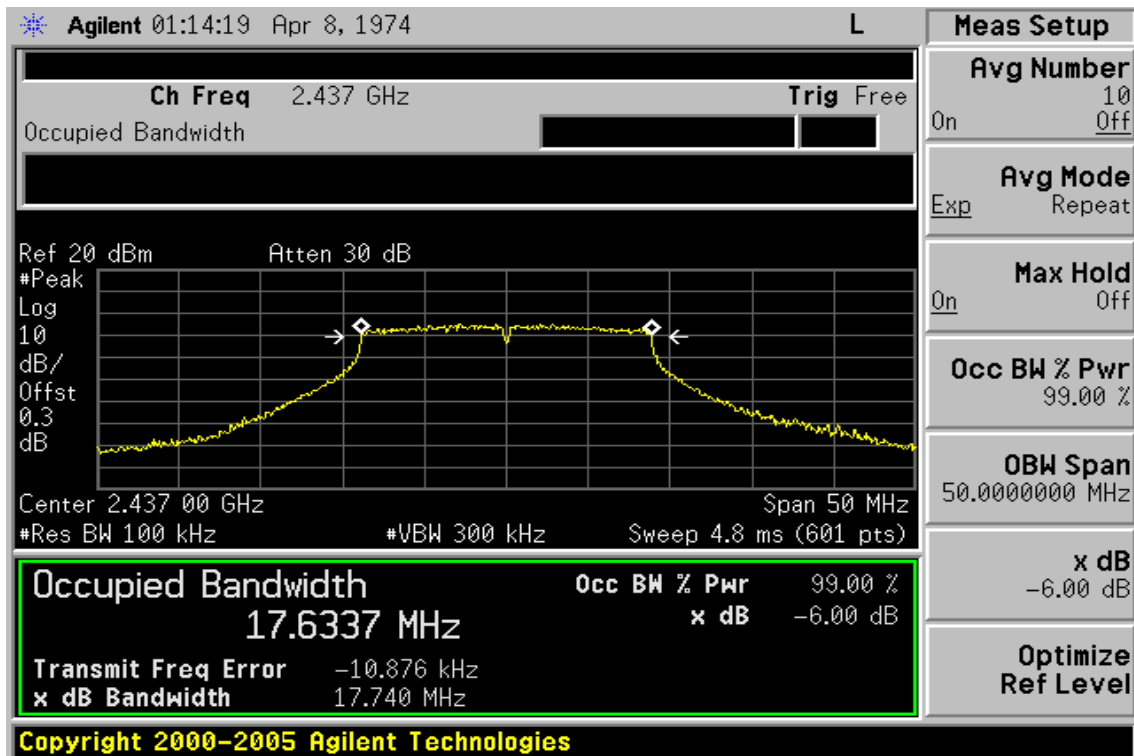 Agilent 01:14:19 Apr 8, 1974 L
Ch Freq 2.437 GHz Trig Free
Occupied Bandwidth
Ref 20 dBm Atten 30 dB
#Peak
Log
10
dB/
Offst
0.3
dB
Center 2.437 00 GHz Span 50 MHz
#Res BW 100 kHz #VBW 300 kHz Sweep 4.8 ms (601 pts)
Occupied Bandwidth
17.6337 MHz
Occ BW % Pwr 99.00 %
x dB -6.00 dB
Transmit Freq Error -10.876 kHz
x dB Bandwidth 17.740 MHz
Copyright 2000-2005 Agilent Technologies
Meas Setup
Avg Number
10
On Off
Avg Mode
Exp Repeat
Max Hold
On Off
Occ BW % Pwr
99.00 %
OBW Span
50.0000000 MHz
x dB
-6.00 dB
Optimize
Ref Level